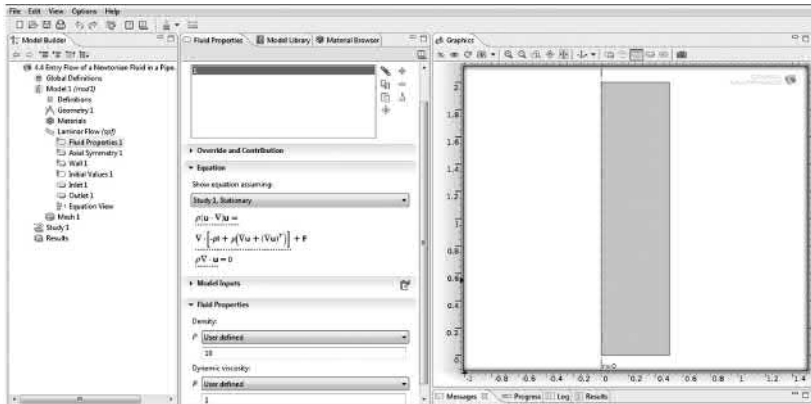 File Edit View Options Help
Model Builder
4.4 Entry Flow of a Newtonian Fluid in a Pipe.
Global Definitions
Model 1 (mod1)
Definitions
Geometry 1
Materials
Laminar Flow (spf)
Fluid Properties 1
Axial Symmetry 1
Wall 1
Initial Values 1
Inlet 1
Outlet 1
Equation View
Mesh 1
Study 1
Results
Fluid Properties
Model Library
Material Browser
1
Override and Contribution
Equation
Show equation assuming:
Study 1, Stationary
ρ(u · ∇)u =
∇ · [-pI + μ(∇u + (∇u)ᵀ)] + F
ρ∇ · u = 0
Model Inputs
Fluid Properties
Density:
ρ User defined
10
Dynamic viscosity:
μ User defined
1
Graphics
2
1.8
1.6
1.4
1.2
1
0.8
0.6
0.4
0.2
0
r=0
-1 -0.8 -0.6 -0.4 -0.2 0 0.2 0.4 0.6 0.8 1 1.2 1.4
Messages Progress Log Results